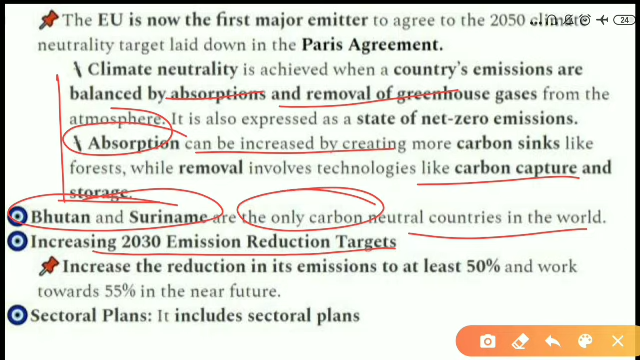 The EU is now the first major emitter to agree to the 2050 climate
neutrality target laid down in the Paris Agreement.
\ Climate neutrality is achieved when a country's emissions are
balanced by absorptions and removal of greenhouse gases from the
atmosphere. It is also expressed as a state of net-zero emissions.
\ Absorption can be increased by creating more carbon sinks like
forests, while removal involves technologies like carbon capture and
storage.
Bhutan and Suriname are the only carbon neutral countries in the world.
Increasing 2030 Emission Reduction Targets
Increase the reduction in its emissions to at least 50% and work
towards 55% in the near future.
Sectoral Plans: It includes sectoral plans
24